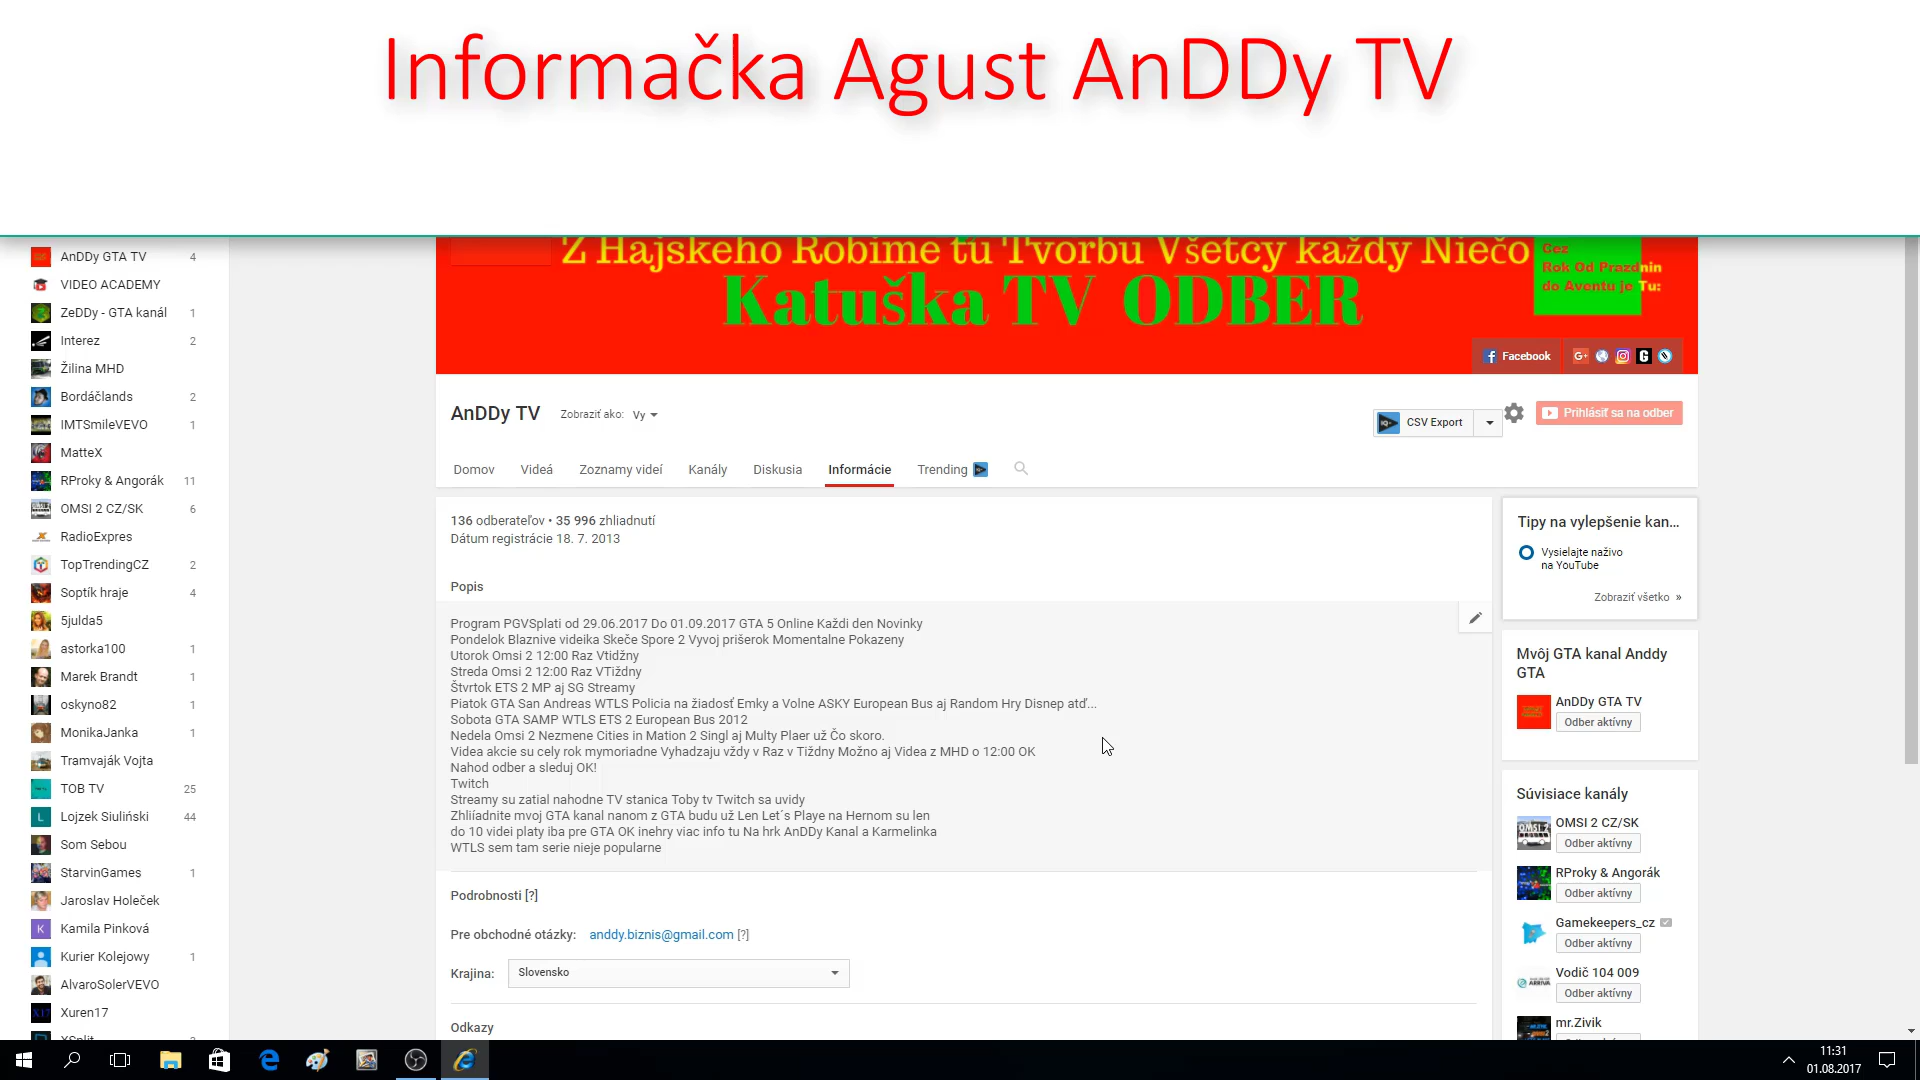 Informačka Agust AnDDy TV
AnDDy GTA TV 4
VIDEO ACADEMY
ZeDDy - GTA kanál 1
Interez 2
Žilina MHD
Bordáčlands 2
IMTSmileVEVO 1
MatteX
RProky & Angorák 11
OMSI 2 CZ/SK 6
RadioExpres
TopTrendingCZ 2
Soptík hraje 4
5julda5
astorka100 1
Marek Brandt 1
oskyno82 1
MonikaJanka 1
Tramvaják Vojta
TOB TV 25
Lojzek Siuliński 44
Som Sebou
StarvinGames 1
Jaroslav Holeček
Kamila Pinková
Kurier Kolejowy 1
AlvaroSolerVEVO
Xuren17
Z Hajskeho Robime tu Tvorbu Všetcy každy Niečo
Katuška TV ODBER
Cez
Rok Od Prazdnin
do Aventu je Tu:
Facebook
AnDDy TV Zobraziť ako: Vy
CSV Export
Prihlásiť sa na odber
Domov Videá Zoznamy videí Kanály Diskusia Informácie Trending
136 odberateľov • 35 996 zhliadnutí
Dátum registrácie 18. 7. 2013
Popis
Program PGVSplati od 29.06.2017 Do 01.09.2017 GTA 5 Online Každi den Novinky
Pondelok Blaznive videika Skeče Spore 2 Vyvoj prišerok Momentalne Pokazeny
Utorok Omsi 2 12:00 Raz Vtidžny
Streda Omsi 2 12:00 Raz VTiždny
Štvrtok ETS 2 MP aj SG Streamy
Piatok GTA San Andreas WTLS Policia na žiadosť Emky a Volne ASKY European Bus aj Random Hry Disnep atď...
Sobota GTA SAMP WTLS ETS 2 European Bus 2012
Nedela Omsi 2 Nezmene Cities in Mation 2 Singl aj Multy Plaer už Čo skoro.
Videa akcie su cely rok mymoriadne Vyhadzaju vždy v Raz v Tiždny Možno aj Videa z MHD o 12:00 OK
Nahod odber a sleduj OK!
Twitch
Streamy su zatial nahodne TV stanica Toby tv Twitch sa uvidy
Zhliíadnite mvoj GTA kanal nanom z GTA budu už Len Let´s Playe na Hernom su len
do 10 videi platy iba pre GTA OK inehry viac info tu Na hrk AnDDy Kanal a Karmelinka
WTLS sem tam serie nieje popularne
Podrobnosti [?]
Pre obchodné otázky: anddy.biznis@gmail.com [?]
Krajina: Slovensko
Odkazy
Tipy na vylepšenie kan...
Vysielajte naživo
na YouTube
Zobraziť všetko »
Mvôj GTA kanal Anddy
GTA
AnDDy GTA TV
Odber aktívny
Súvisiace kanály
OMSI 2 CZ/SK
Odber aktívny
RProky & Angorák
Odber aktívny
Gamekeepers_cz
Odber aktívny
Vodič 104 009
Odber aktívny
mr.Zivik
11:31
01.08.2017